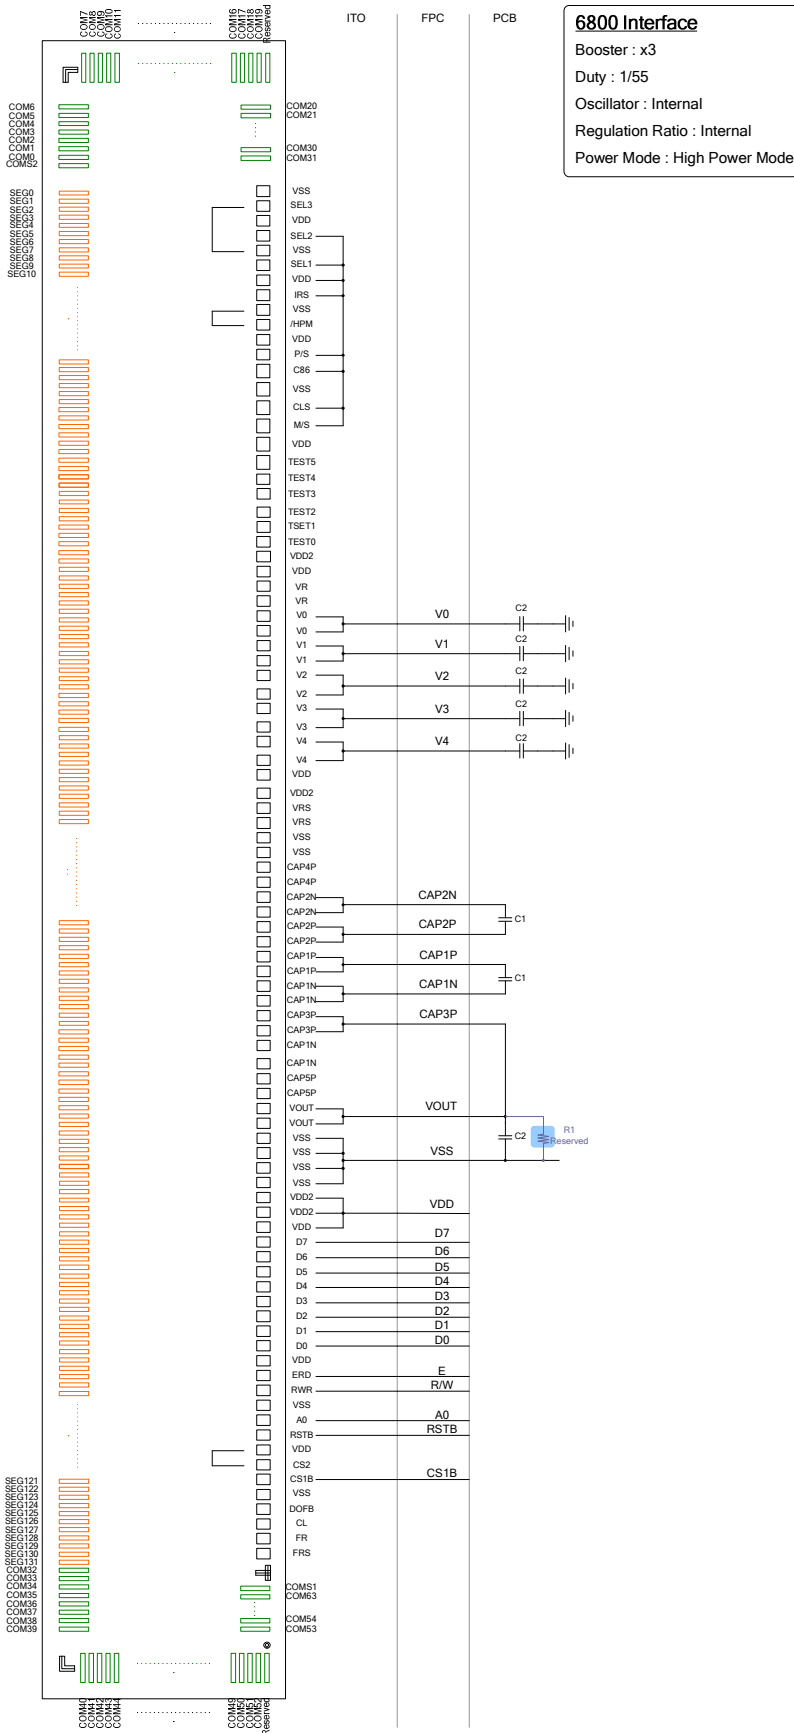 COM7
COM8
COM9
COM10
COM11
COM16
COM17
COM18
COM19
Reserved
ITO
FPC
PCB
6800 Interface
Booster : x3
Duty : 1/55
Oscillator : Internal
Regulation Ratio : Internal
Power Mode : High Power Mode
COM6
COM5
COM4
COM3
COM2
COM1
COM0
COMS2
COM20
COM21
COM30
COM31
SEG0
SEG1
SEG2
SEG3
SEG4
SEG5
SEG6
SEG7
SEG8
SEG9
SEG10
VSS
SEL3
VDD
SEL2
VSS
SEL1
VDD
IRS
VSS
/HPM
VDD
P/S
C86
VSS
CLS
M/S
VDD
TEST5
TEST4
TEST3
TEST2
TSET1
TEST0
VDD2
VDD
VR
VR
V0
V0
V1
V1
V2
V2
V3
V3
V4
V4
VDD
VDD2
VRS
VRS
VSS
VSS
CAP4P
CAP4P
CAP2N
CAP2N
CAP2P
CAP2P
CAP1P
CAP1P
CAP1N
CAP1N
CAP3P
CAP3P
CAP1N
CAP1N
CAP5P
CAP5P
VOUT
VOUT
VSS
VSS
VSS
VSS
VDD2
VDD2
VDD
D7
D6
D5
D4
D3
D2
D1
D0
VDD
ERD
RWR
VSS
A0
RSTB
VDD
CS2
CS1B
VSS
DOFB
CL
FR
FRS
V0
C2
V1
C2
V2
C2
V3
C2
V4
C2
CAP2N
C1
CAP2P
CAP1P
C1
CAP1N
CAP3P
VOUT
C2
R1
Reserved
VSS
VDD
D7
D6
D5
D4
D3
D2
D1
D0
E
R/W
A0
RSTB
CS1B
SEG121
SEG122
SEG123
SEG124
SEG125
SEG126
SEG127
SEG128
SEG129
SEG130
SEG131
COM32
COM33
COM34
COM35
COM36
COM37
COM38
COM39
COMS1
COM63
COM54
COM53
COM40
COM41
COM42
COM43
COM44
COM49
COM50
COM51
COM52
Reserved